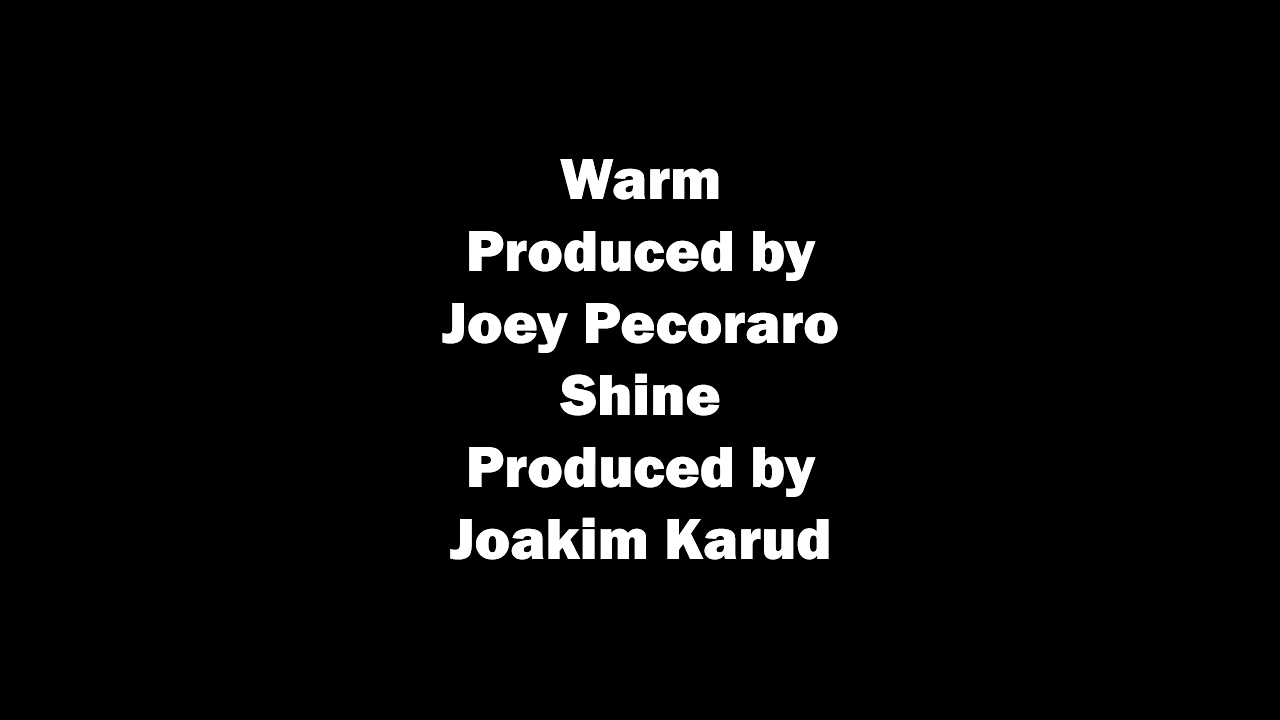 Warm
Produced by
Joey Pecoraro
Shine
Produced by
Joakim Karud